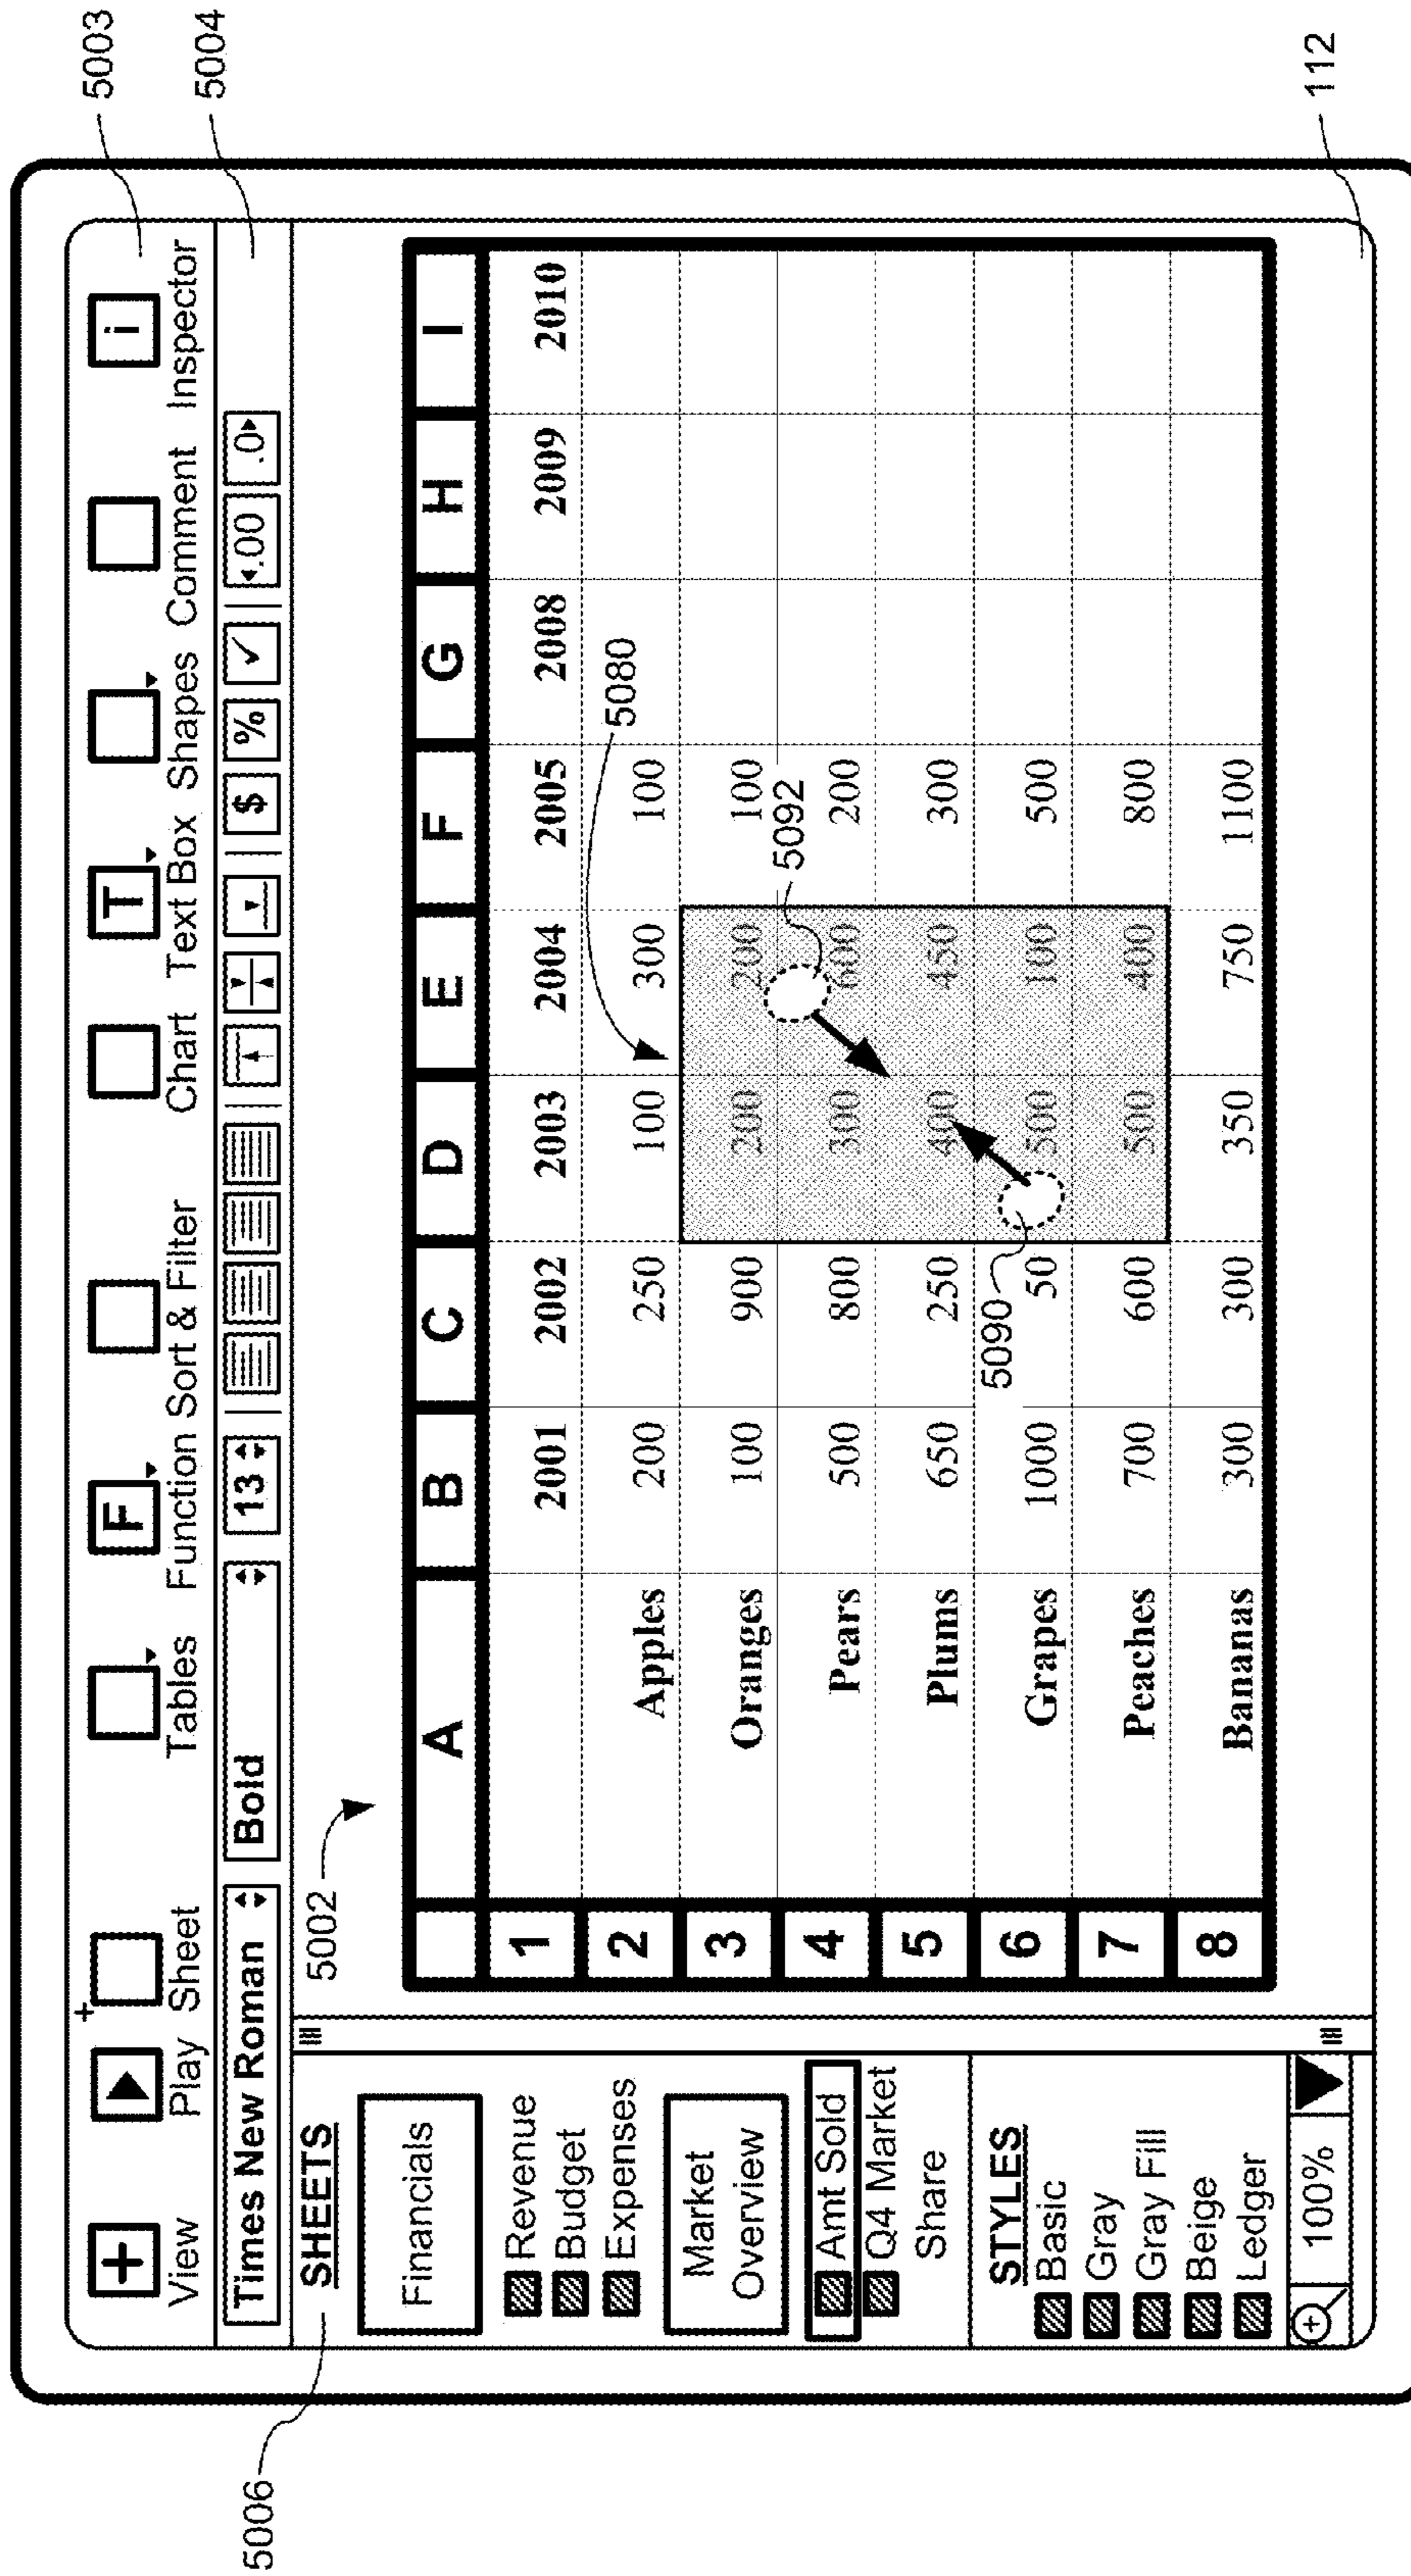 View Play Sheet Tables Function Sort & Filter Chart Text Box Shapes Comment Inspector
+ F T i
5003
Times New Roman Bold 13 $ % ✓ .00 .0
5004
5006
SHEETS
Financials
Revenue
Budget
Expenses
Market
Overview
Amt Sold
Q4 Market
Share
STYLES
Basic
Gray
Gray Fill
Beige
Ledger
100%
5002
A B C D E F G H I
1 2001 2002 2003 2004 2005 2008 2009 2010
2 Apples 200 250 100 300 100
5080
3 Oranges 100 900 200 200 100
5092
4 Pears 500 800 300 600 200
5 Plums 650 250 400 450 300
5090
6 Grapes 1000 50 500 100 500
7 Peaches 700 600 500 400 800
8 Bananas 300 300 350 750 1100
112